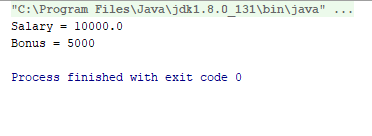 "C:\Program Files\Java\jdk1.8.0_131\bin\java" ...
Salary = 10000.0
Bonus = 5000
Process finished with exit code 0